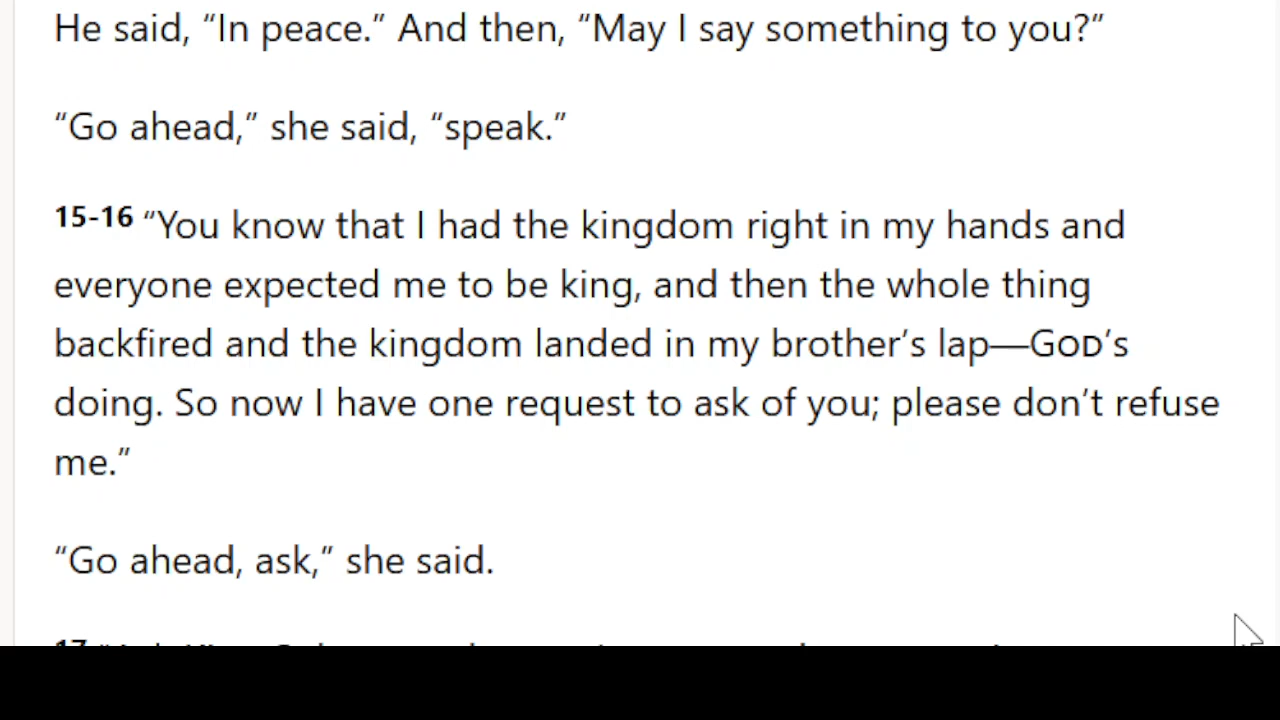 He said, “In peace.” And then, “May I say something to you?”
“Go ahead,” she said, “speak.”
15-16 “You know that I had the kingdom right in my hands and
everyone expected me to be king, and then the whole thing
backfired and the kingdom landed in my brother’s lap—GOD’s
doing. So now I have one request to ask of you; please don’t refuse
me.”
“Go ahead, ask,” she said.
17